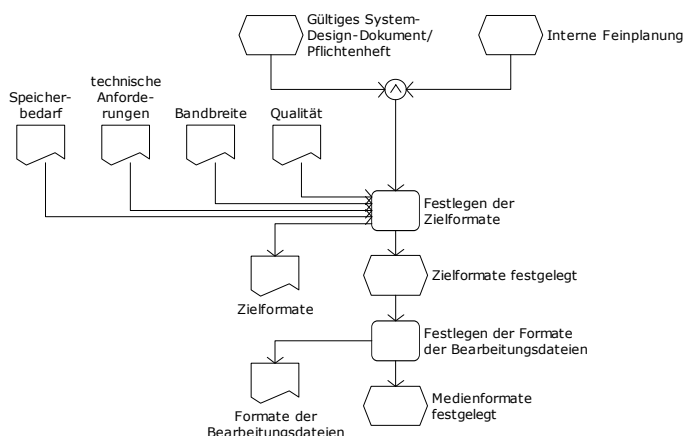 Gültiges System-
Design-Dokument/
Pflichtenheft
Interne Feinplanung
Speicher-
bedarf
technische
Anforde-
rungen
Bandbreite
Qualität
Festlegen der
Zielformate
Zielformate
Zielformate festgelegt
Festlegen der Formate
der Bearbeitungsdateien
Formate der
Bearbeitungsdateien
Medienformate
festgelegt